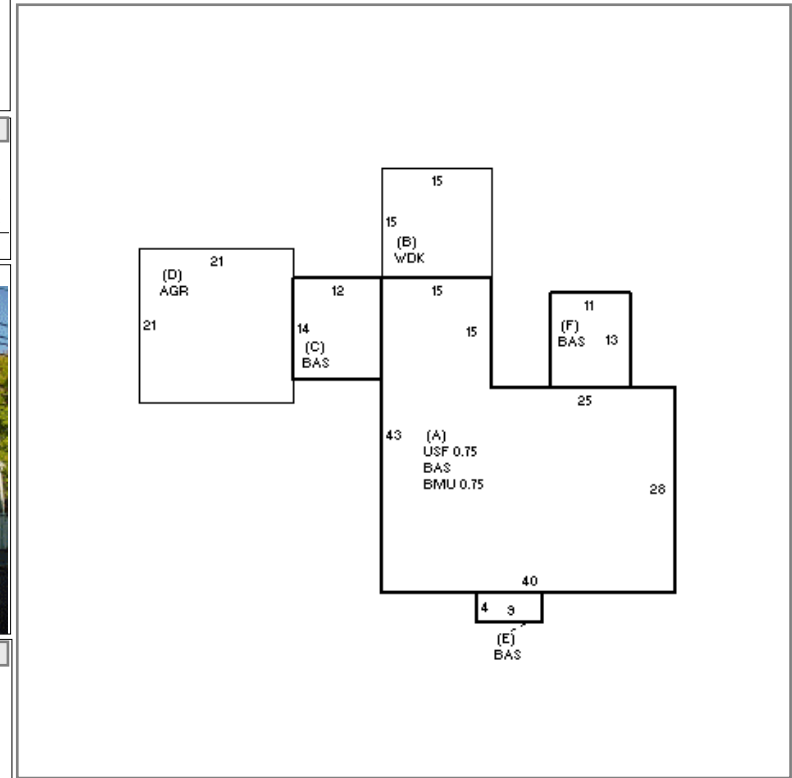 15
15
(B)
WDK
21
(D)
AGR
21
12
14
(C)
BAS
15
15
11
(F)
BAS
13
25
43
(A)
USF 0.75
BAS
BMU 0.75
28
40
4
9
(E)
BAS